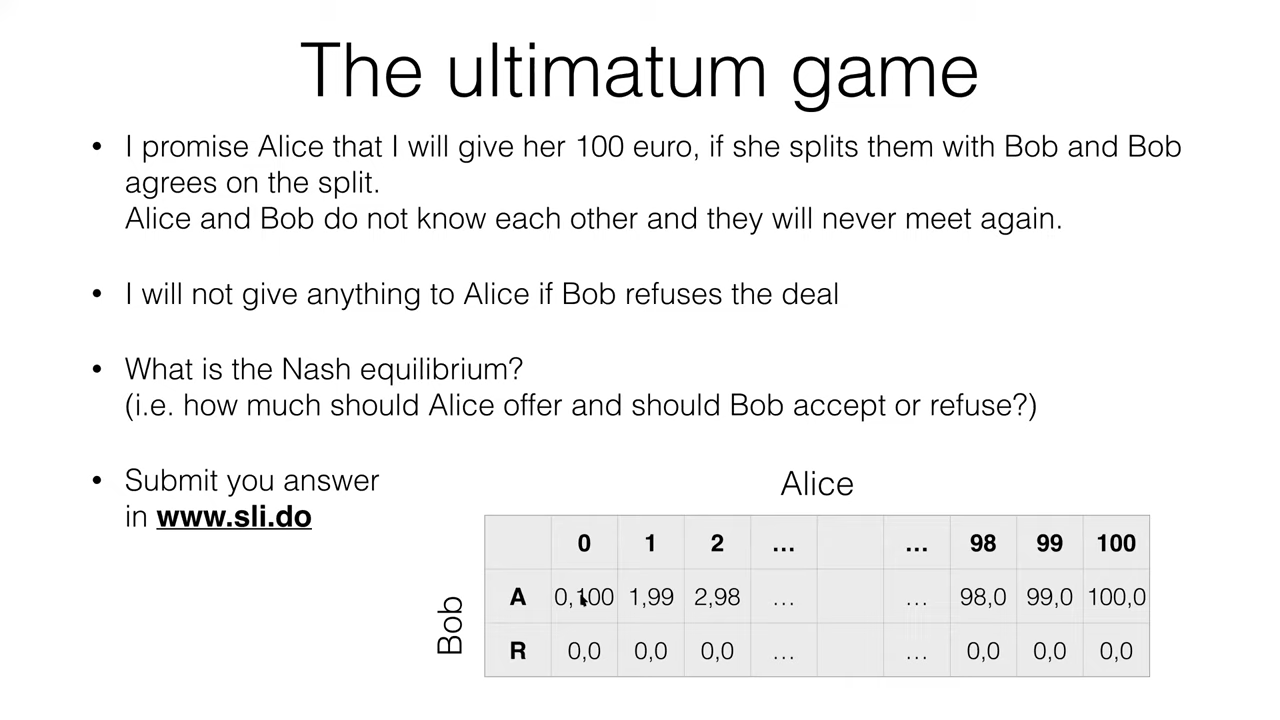 The ultimatum game
• I promise Alice that I will give her 100 euro, if she splits them with Bob and Bob
agrees on the split.
Alice and Bob do not know each other and they will never meet again.
• I will not give anything to Alice if Bob refuses the deal
• What is the Nash equilibrium?
(i.e. how much should Alice offer and should Bob accept or refuse?)
• Submit you answer
in www.sli.do
Alice
0 1 2 ... ... 98 99 100
Bob
A 0,100 1,99 2,98 ... ... 98,0 99,0 100,0
R 0,0 0,0 0,0 ... ... 0,0 0,0 0,0